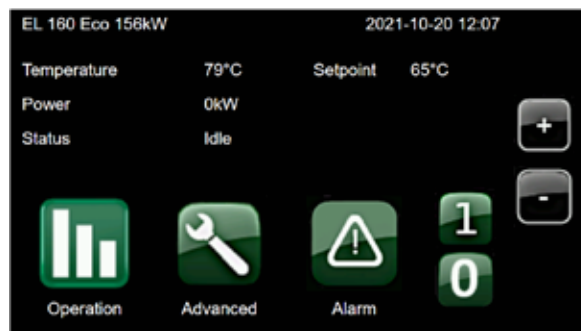 EL 160 Eco 156kW 2021-10-20 12:07
Temperature 79°C Setpoint 65°C
Power 0kW
Status Idle
+
-
1
0
Operation Advanced Alarm